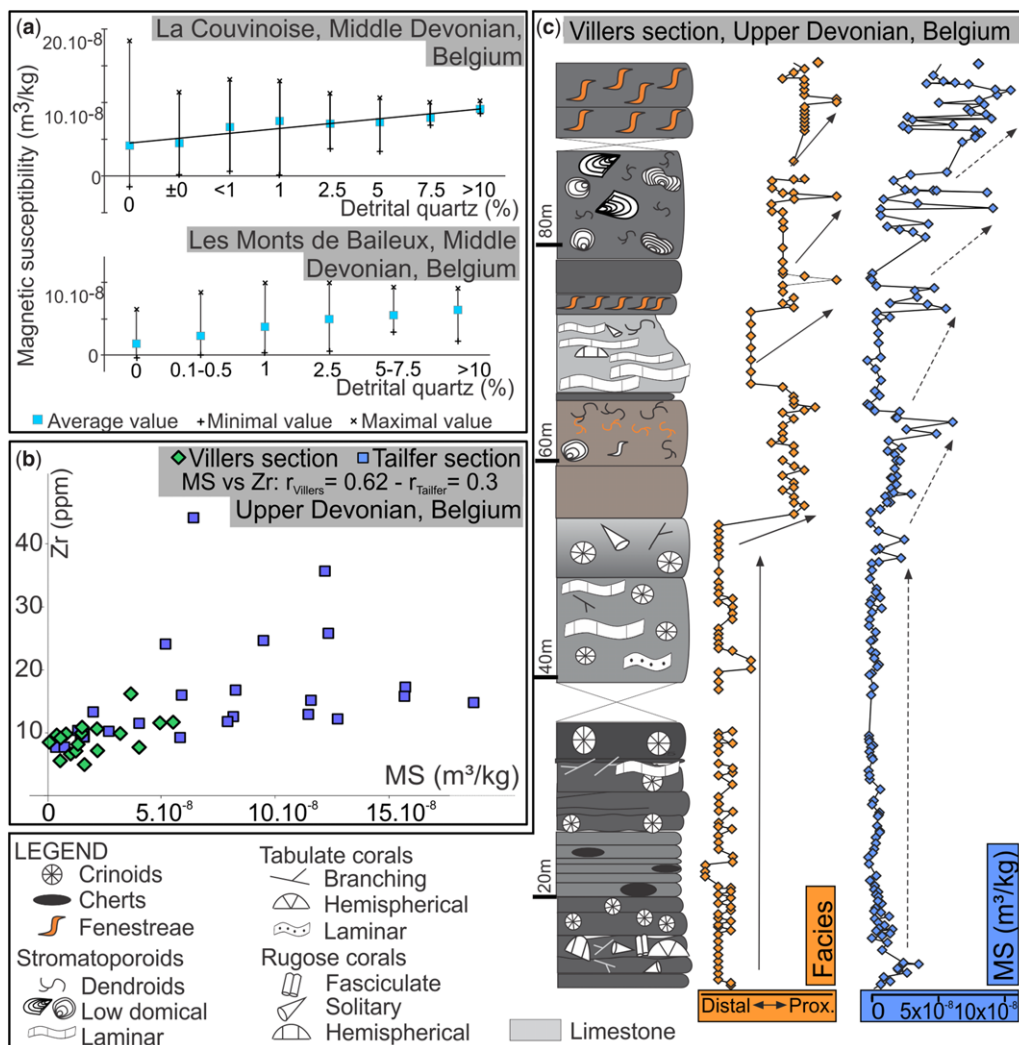 (a)
La Couvinoise, Middle Devonian,
Belgium
Magnetic susceptibility (m³/kg)
20.10⁻⁸
10.10⁻⁸
0
0 ±0 <1 1 2.5 5 7.5 >10
Detrital quartz (%)
Les Monts de Baileux, Middle
Devonian, Belgium
10.10⁻⁸
0
0 0.1-0.5 1 2.5 5-7.5 >10
Detrital quartz (%)
Average value +Minimal value × Maximal value
(b)
Villers section Tailfer section
MS vs Zr: rVillers= 0.62 - rTailfer= 0.3
Upper Devonian, Belgium
Zr (ppm)
40
30
20
10
MS (m³/kg)
0 5.10⁻⁸ 10.10⁻⁸ 15.10⁻⁸
LEGEND
Crinoids
Cherts
Fenestreae
Stromatoporoids
Dendroids
Low domical
Laminar
Tabulate corals
Branching
Hemispherical
Laminar
Rugose corals
Fasciculate
Solitary
Hemispherical
Limestone
(c)
Villers section, Upper Devonian, Belgium
80m
60m
40m
20m
Facies
Distal Prox.
MS (m³/kg)
0 5x10⁻⁸ 10x10⁻⁸